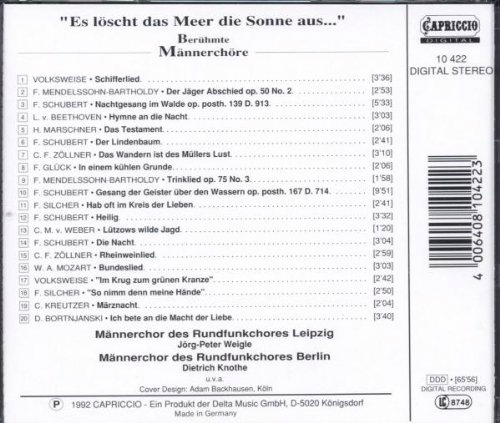 "Es löscht das Meer die Sonne aus..."
Berühmte
Männerchöre
CAPRICCIO
DIGITAL
10 422
DIGITAL STEREO
1 VOLKSWEISE • Schifferlied. [3'36]
2 F. MENDELSSOHN-BARTHOLDY • Der Jäger Abschied op. 50 No. 2 [2'53]
3 F. SCHUBERT • Nachtgesang im Walde op. posth. 139 D. 913 [5'33]
4 L. v. BEETHOVEN • Hymne an die Nacht [3'03]
5 H. MARSCHNER • Das Testament [2'06]
6 F. SCHUBERT • Der Lindenbaum [2'41]
7 C. F. ZÖLLNER • Das Wandern ist des Müllers Lust [3'10]
8 F. GLÜCK • In einem kühlen Grunde [2'06]
9 F. MENDELSSOHN-BARTHOLDY • Trinklied op. 75 No. 3 [1'58]
10 F. SCHUBERT • Gesang der Geister über den Wassern op. posth. 167 D. 714 [9'51]
11 F. SILCHER • Hab oft im Kreis der Lieben [2'41]
12 F. SCHUBERT • Heilig [3'32]
13 C. M. v. WEBER • Lützows wilde Jagd [1'20]
14 F. SCHUBERT • Die Nacht [3'04]
15 C. F. ZÖLLNER • Rheinweinlied [2'59]
16 W. A. MOZART • Bundeslied [3'03]
17 VOLKSWEISE • "Im Krug zum grünen Kranze" [2'42]
18 F. SILCHER • "So nimm denn meine Hände" [2'50]
19 C. KREUTZER • Märznacht [2'04]
20 D. BORTNJANSKI • Ich bete an die Macht der Liebe [3'40]
4 006408 104223
Männerchor des Rundfunkchores Leipzig
Jörg-Peter Weigle
Männerchor des Rundfunkchores Berlin
Dietrich Knothe
u.v.a.
Cover Design: Adam Backhausen, Köln
P 1992 CAPRICCIO - Ein Produkt der Delta Music GmbH, D-5020 Königsdorf
Made in Germany
DDD • [65'56]
DIGITAL RECORDING
LC 8748